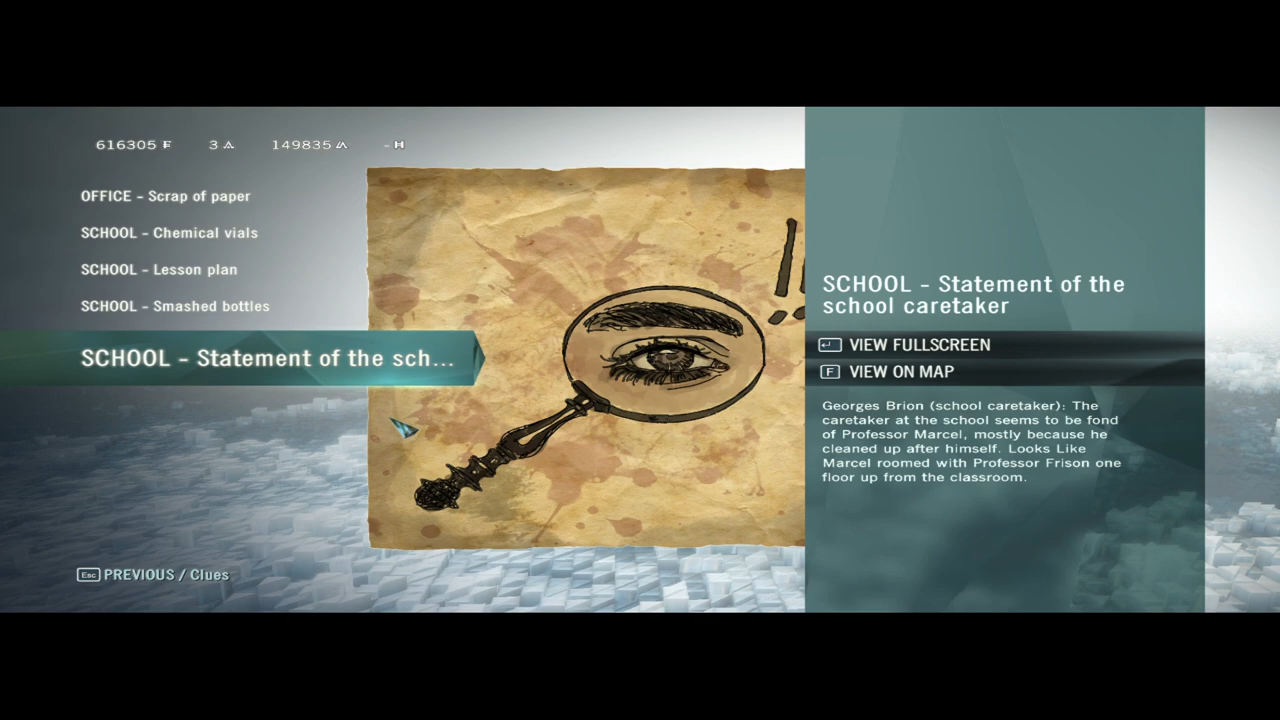 616305 ₣ 3 149835 - H
OFFICE - Scrap of paper
SCHOOL - Chemical vials
SCHOOL - Lesson plan
SCHOOL - Smashed bottles
SCHOOL - Statement of the sch...
Esc PREVIOUS / Clues
SCHOOL - Statement of the
school caretaker
VIEW FULLSCREEN
F VIEW ON MAP
Georges Brion (school caretaker): The
caretaker at the school seems to be fond
of Professor Marcel, mostly because he
cleaned up after himself. Looks Like
Marcel roomed with Professor Frison one
floor up from the classroom.